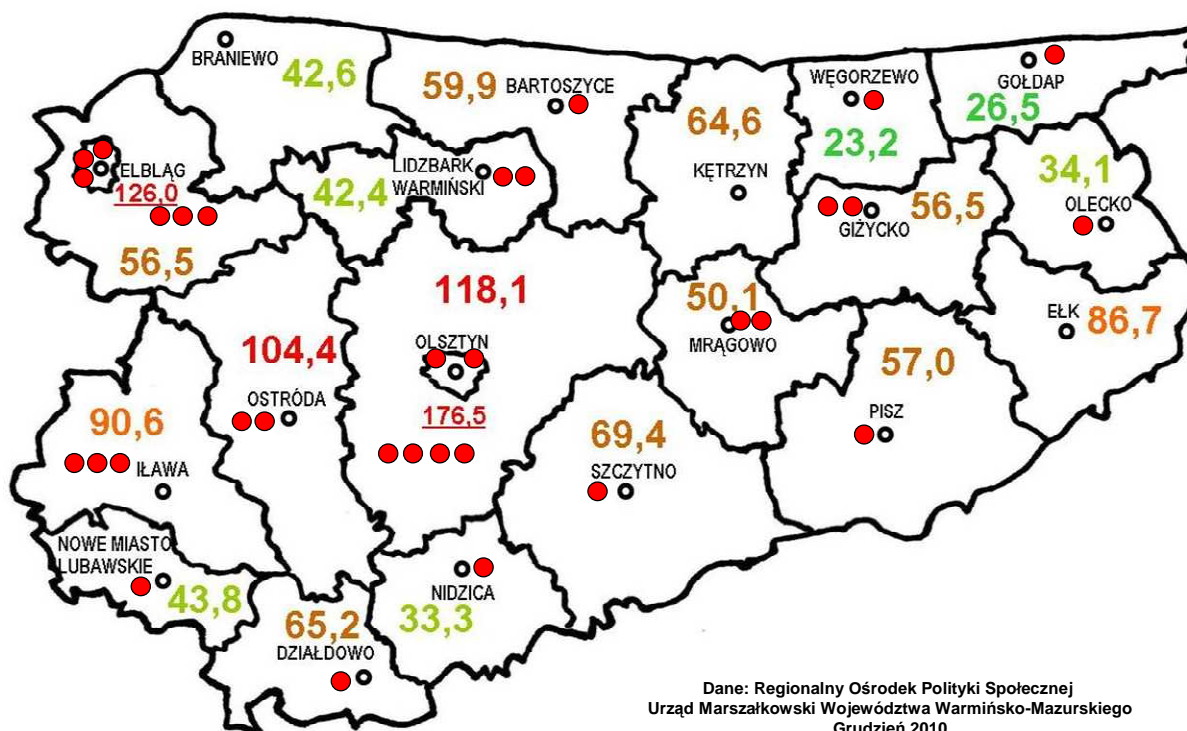 BRANIEWO
42,6
59,9
BARTOSZYCE
64,6
KĘTRZYN
WĘGORZEWO
23,2
GOŁDAP
26,5
34,1
OLECKO
ELBLĄG
126,0
56,5
42,4
LIDZBARK
WARMIŃSKI
56,5
GIŻYCKO
118,1
OLSZTYN
176,5
50,1
MRĄGOWO
EŁK
86,7
104,4
OSTRÓDA
57,0
PISZ
90,6
IŁAWA
69,4
SZCZYTNO
NOWE MIASTO
LUBAWSKIE
43,8
NIDZICA
33,3
65,2
DZIAŁDOWO
Dane: Regionalny Ośrodek Polityki Społecznej
Urząd Marszałkowski Województwa Warmińsko-Mazurskiego
Grudzień 2010